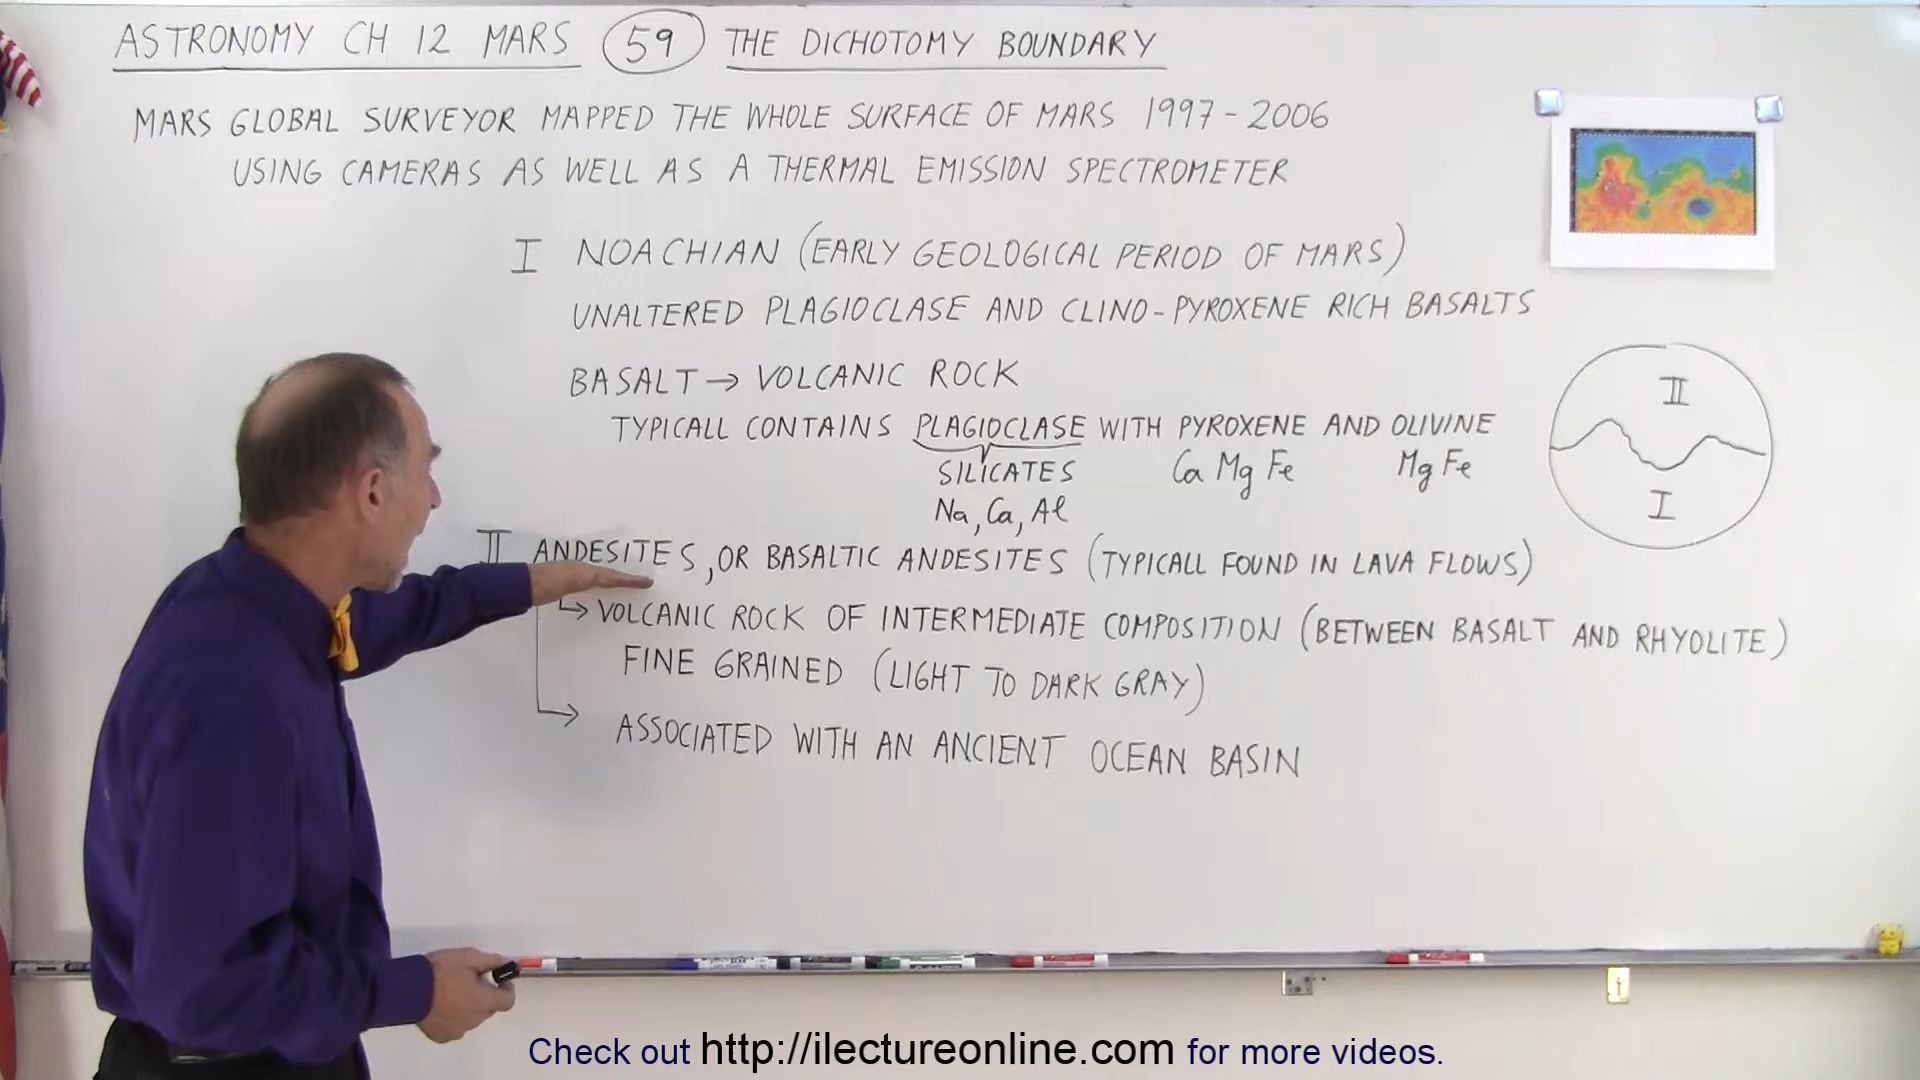 ASTRONOMY CH 12 MARS 59 THE DICHOTOMY BOUNDARY
MARS GLOBAL SURVEYOR MAPPED THE WHOLE SURFACE OF MARS 1997-2006
USING CAMERAS AS WELL AS A THERMAL EMISSION SPECTROMETER
I NOACHIAN (EARLY GEOLOGICAL PERIOD OF MARS)
UNALTERED PLAGIOCLASE AND CLINO-PYROXENE RICH BASALTS
BASALT → VOLCANIC ROCK
TYPICALL CONTAINS PLAGIOCLASE WITH PYROXENE AND OLIVINE
SILICATES Ca Mg Fe Mg Fe
Na, Ca, Al
II
I
II ANDESITES, OR BASALTIC ANDESITES (TYPICALL FOUND IN LAVA FLOWS)
↳ VOLCANIC ROCK OF INTERMEDIATE COMPOSITION (BETWEEN BASALT AND RHYOLITE)
FINE GRAINED (LIGHT TO DARK GRAY)
ASSOCIATED WITH AN ANCIENT OCEAN BASIN
Check out http://ilectureonline.com for more videos.